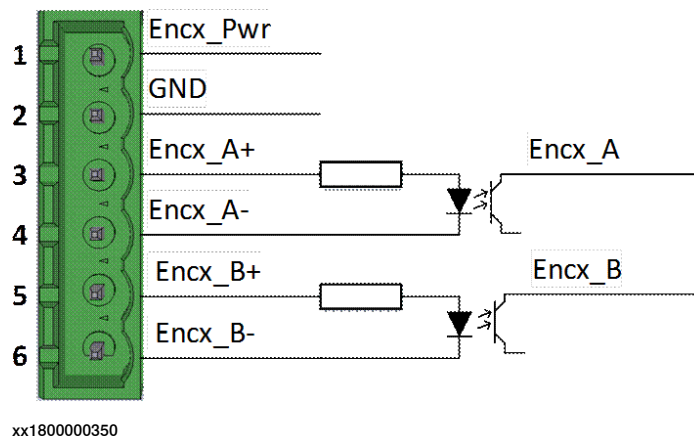 Encx_Pwr
1
GND
2
Encx_A+
Encx_A
3
Encx_A-
4
Encx_B+
Encx_B
5
Encx_B-
6
xx1800000350